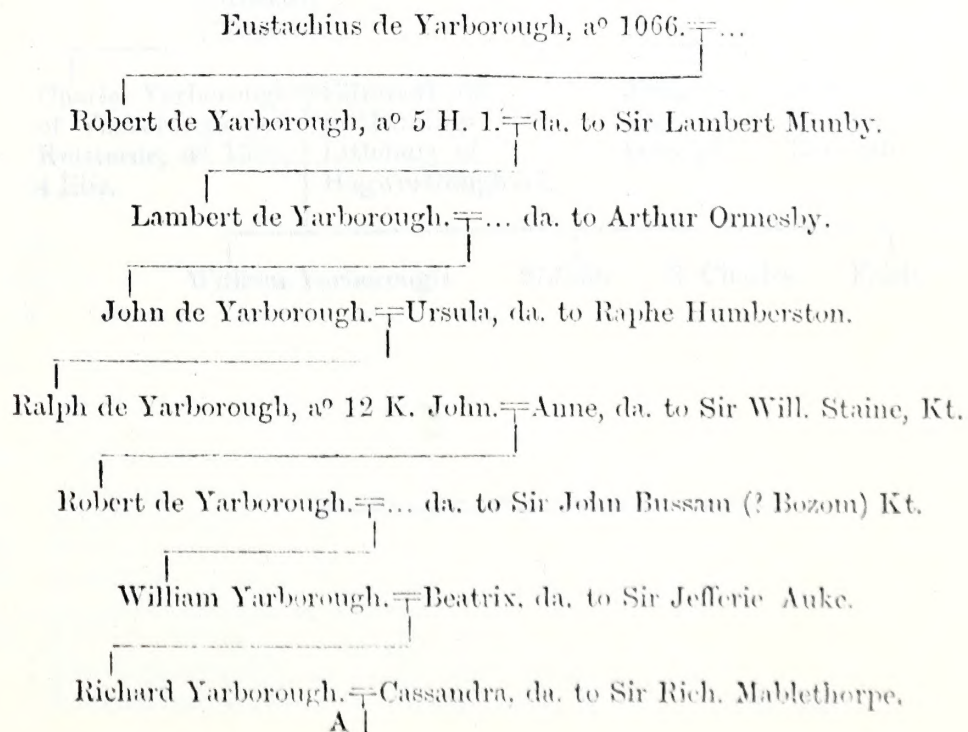 Eustachius de Yarborough, aº 1066.=...
Robert de Yarborough, aº 5 H. 1.=da. to Sir Lambert Munby.
Lambert de Yarborough.=... da. to Arthur Ormesby.
John de Yarborough.=Ursula, da. to Raphe Humberston.
Ralph de Yarborough, aº 12 K. John.=Anne, da. to Sir Will. Staine, Kt.
Robert de Yarborough.=... da. to Sir John Bussam (? Bozom) Kt.
William Yarborough.=Beatrix, da. to Sir Jefferie Auke.
Richard Yarborough.=Cassandra, da. to Sir Rich. Mablethorpe.
A